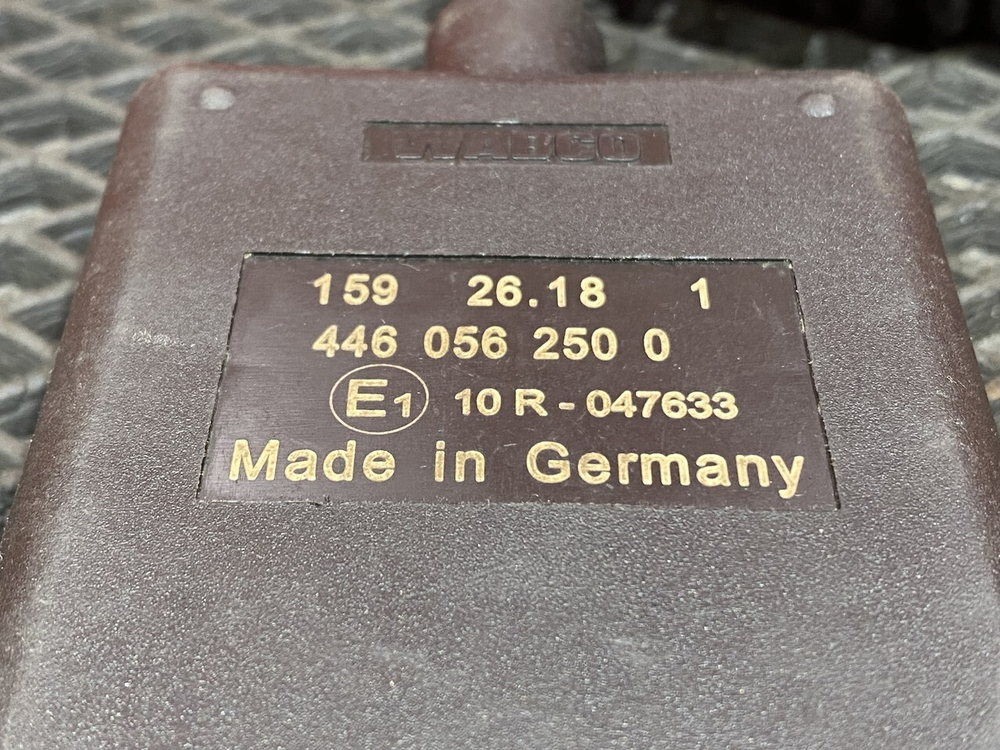 WABCO
159 26.18 1
446 056 250 0
E1 10 R - 047633
Made in Germany